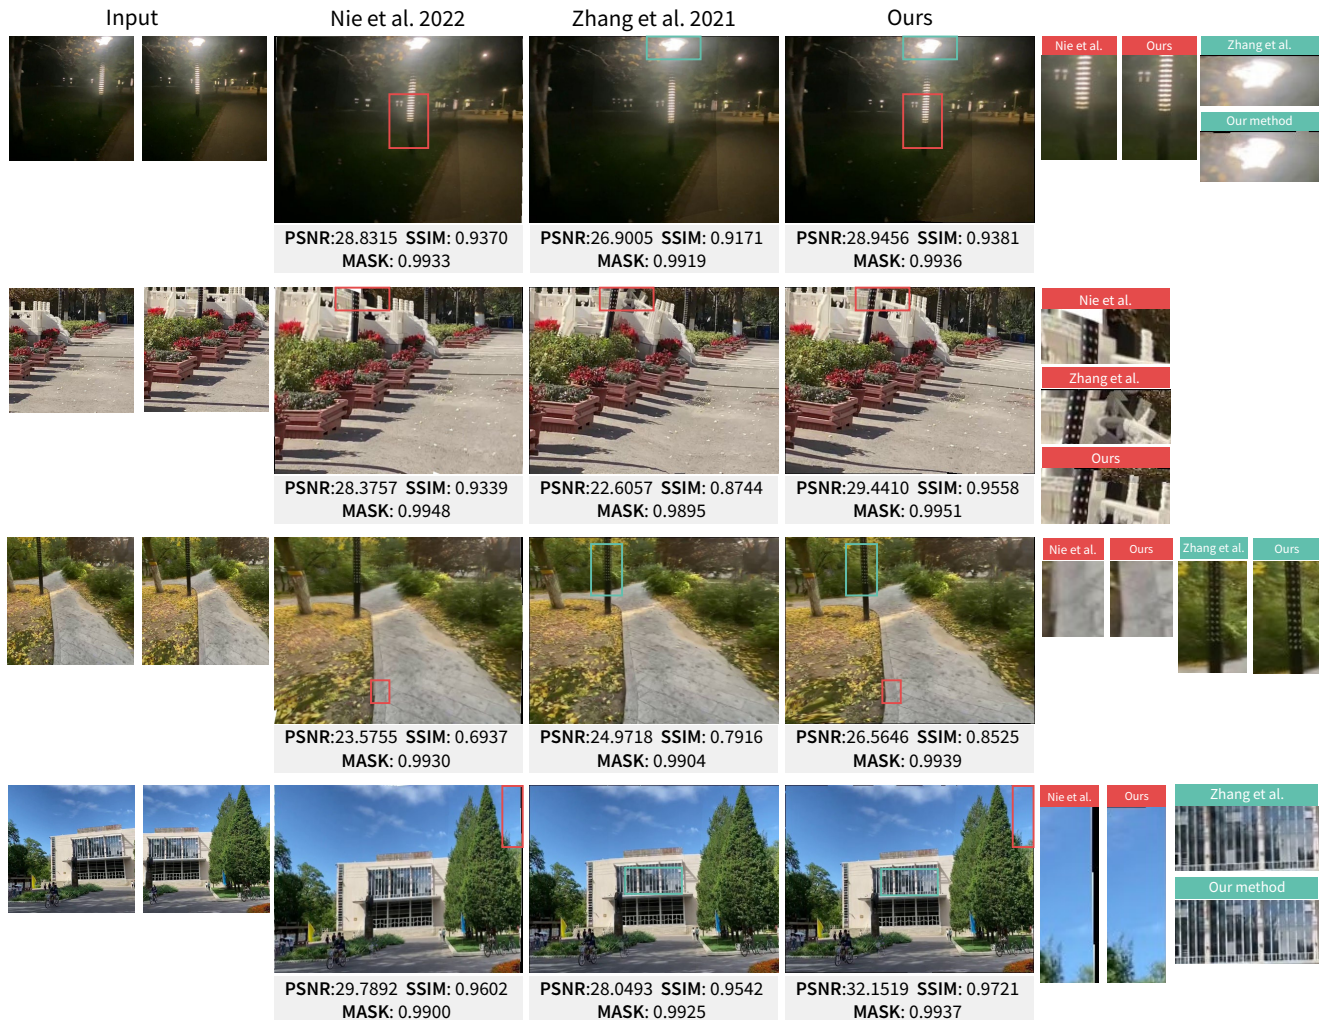 Input
Nie et al. 2022
Zhang et al. 2021
Ours
Nie et al.
Ours
Zhang et al.
Our method
PSNR:28.8315 SSIM: 0.9370
MASK: 0.9933
PSNR:26.9005 SSIM: 0.9171
MASK: 0.9919
PSNR:28.9456 SSIM: 0.9381
MASK: 0.9936
Nie et al.
Zhang et al.
Ours
PSNR:28.3757 SSIM: 0.9339
MASK: 0.9948
PSNR:22.6057 SSIM: 0.8744
MASK: 0.9895
PSNR:29.4410 SSIM: 0.9558
MASK: 0.9951
Nie et al.
Ours
Zhang et al.
Ours
PSNR:23.5755 SSIM: 0.6937
MASK: 0.9930
PSNR:24.9718 SSIM: 0.7916
MASK: 0.9904
PSNR:26.5646 SSIM: 0.8525
MASK: 0.9939
Nie et al.
Ours
Zhang et al.
Our method
PSNR:29.7892 SSIM: 0.9602
MASK: 0.9900
PSNR:28.0493 SSIM: 0.9542
MASK: 0.9925
PSNR:32.1519 SSIM: 0.9721
MASK: 0.9937